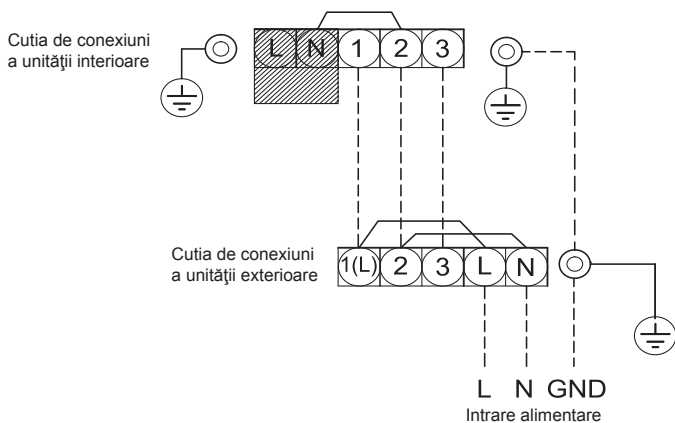 Cutia de conexiuni
a unităţii interioare
L N 1 2 3
Cutia de conexiuni
a unităţii exterioare
1(L) 2 3 L N
L N GND
Intrare alimentare